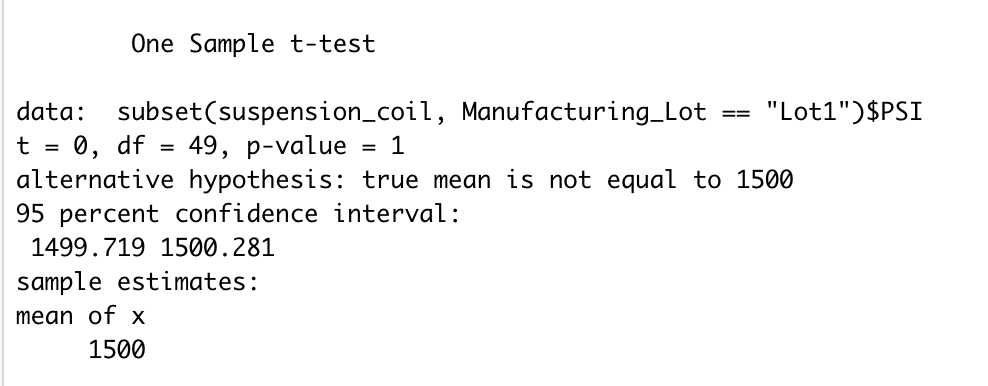 One Sample t-test
data:  subset(suspension_coil, Manufacturing_Lot == "Lot1")$PSI
t = 0, df = 49, p-value = 1
alternative hypothesis: true mean is not equal to 1500
95 percent confidence interval:
1499.719 1500.281
sample estimates:
mean of x
1500